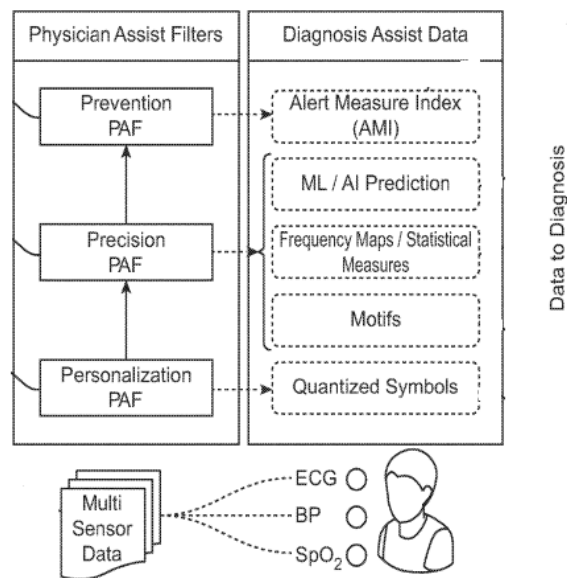 Physician Assist Filters
Diagnosis Assist Data
Prevention
PAF
Alert Measure Index
(AMI)
ML / AI Prediction
Precision
PAF
Frequency Maps / Statistical
Measures
Motifs
Personalization
PAF
Quantized Symbols
Data to Diagnosis
Multi
Sensor
Data
ECG
BP
SpO₂